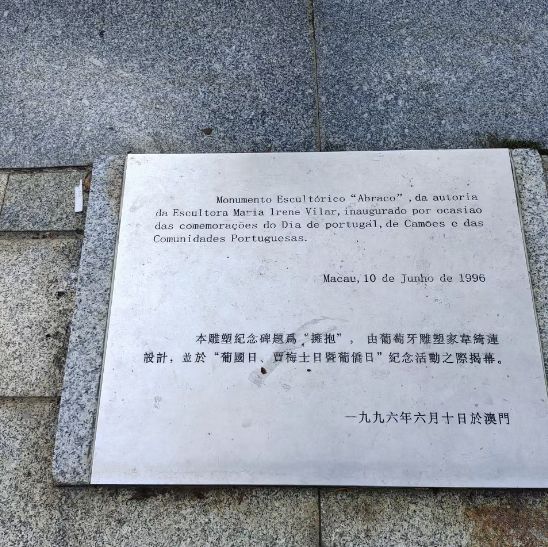 Monumento Escultórico "Abraco", da autoria
da Escultora Maria Irene Vilar, inaugurado por ocasião
das comemorações do Dia de portugál, de Camões e das
Comunidades Portuguesas.
Macau, 10 de Junho de 1996
本雕塑紀念碑題爲“擁抱”，由葡萄牙雕塑家韋綺蓮
設計；並於“葡國日、賈梅士日暨葡僑日”紀念活動之際揭幕。
一九九六年六月十日於澳門